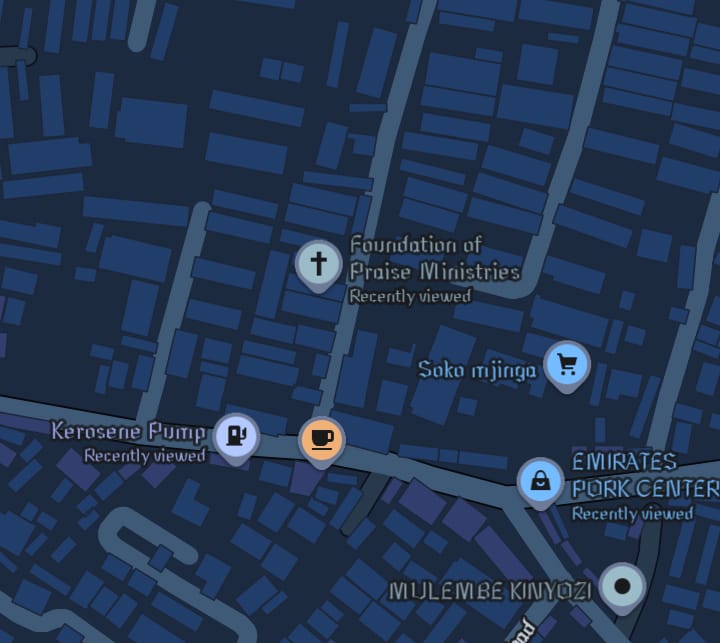 Foundation of
Praise Ministries
Recently viewed
Soko mjinga
Kerosene Pump
Recently viewed
EMIRATES
PORK CENTER
Recently viewed
MULEMBE KINYOZI